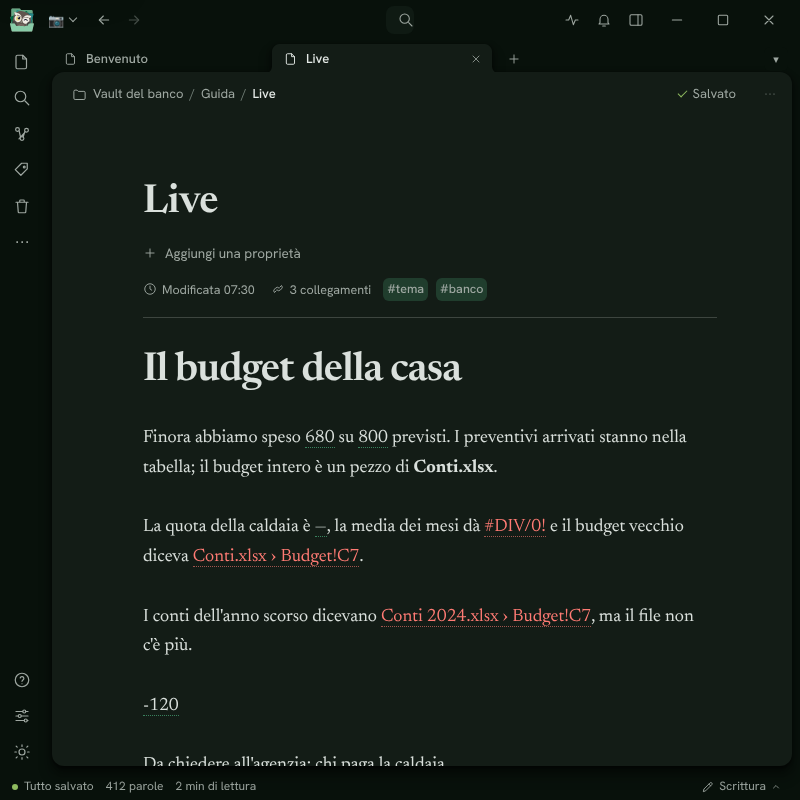 Benvenuto
Live
Vault del banco / Guida / Live
Salvato
Live
Aggiungi una proprietà
Modificata 07:30
3 collegamenti
#tema
#banco
Il budget della casa
Finora abbiamo speso 680 su 800 previsti. I preventivi arrivati stanno nella
tabella; il budget intero è un pezzo di Conti.xlsx.
La quota della caldaia è —, la media dei mesi dà #DIV/0! e il budget vecchio
diceva Conti.xlsx › Budget!C7.
I conti dell'anno scorso dicevano Conti 2024.xlsx › Budget!C7, ma il file non
c'è più.
-120
Da chiedere all'agenzia: chi paga la caldaia
Tutto salvato
412 parole
2 min di lettura
Scrittura